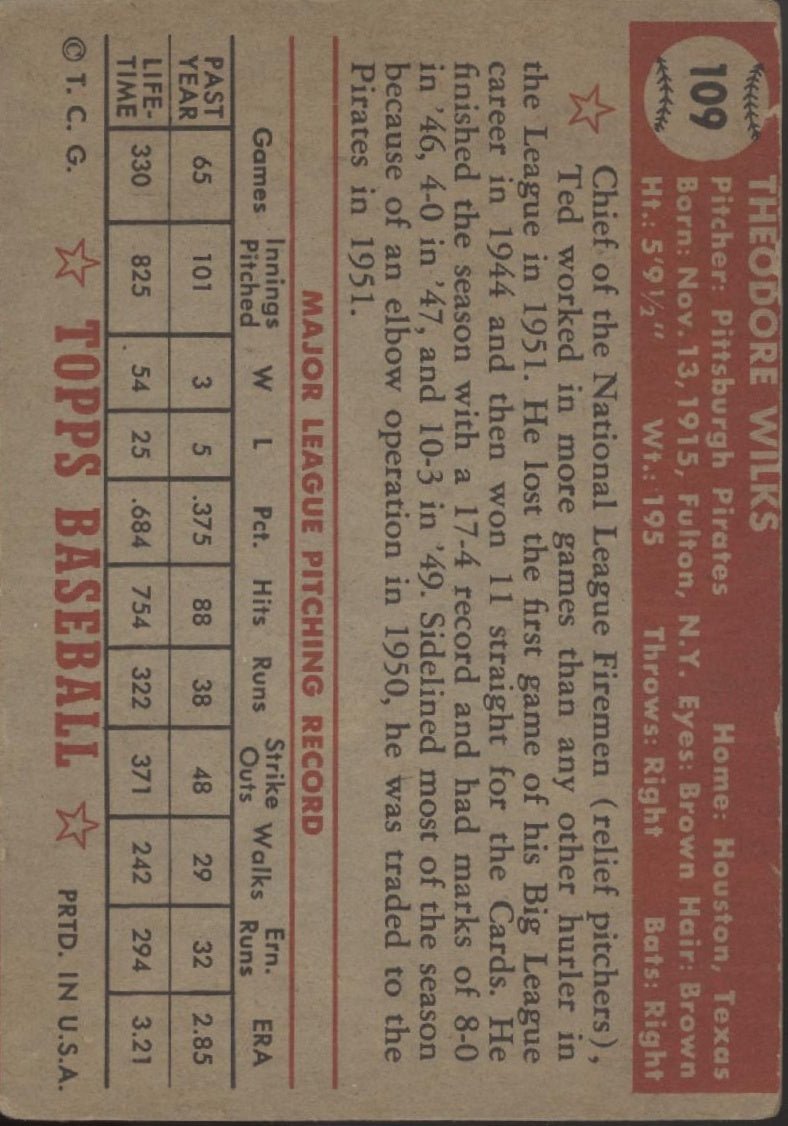 109
THEODORE WILKS
Pitcher: Pittsburgh Pirates Home: Houston, Texas
Born: Nov. 13, 1915, Fulton, N.Y. Eyes: Brown Hair: Brown
Ht.: 5'9½" Wt.: 195 Throws: Right Bats: Right
Chief of the National League Firemen (relief pitchers),
Ted worked in more games than any other hurler in
the League in 1951. He lost the first game of his Big League
career in 1944 and then won 11 straight for the Cards. He
finished the season with a 17-4 record and had marks of 8-0
in '46, 4-0 in '47, and 10-3 in '49. Sidelined most of the season
because of an elbow operation in 1950, he was traded to the
Pirates in 1951.
MAJOR LEAGUE PITCHING RECORD
Games Innings Pitched W L Pct. Hits Runs Strike Outs Walks Ern. Runs ERA
PAST YEAR 65 101 3 5 .375 88 38 48 29 32 2.85
LIFE-TIME 330 825 54 25 .684 754 322 371 242 294 3.21
© T. C. G. TOPPS BASEBALL PRTD. IN U.S.A.